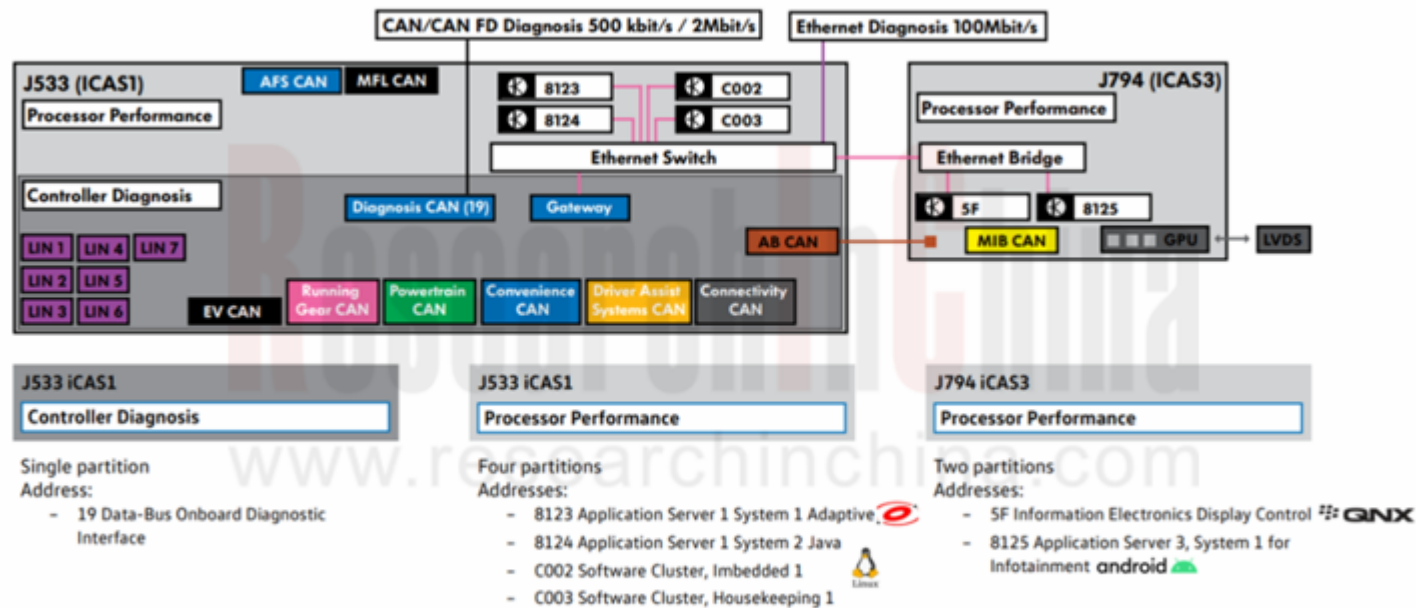 CAN/CAN FD Diagnosis 500 kbit/s / 2Mbit/s
Ethernet Diagnosis 100Mbit/s
J533 (ICAS1)
AFS CAN
MFL CAN
Processor Performance
8123
8124
C002
C003
Ethernet Switch
J794 (ICAS3)
Processor Performance
Ethernet Bridge
5F
8125
MIB CAN
GPU
LVDS
Controller Diagnosis
Diagnosis CAN (19)
Gateway
AB CAN
LIN 1
LIN 4
LIN 7
LIN 2
LIN 5
LIN 3
LIN 6
EV CAN
Running
Gear CAN
Powertrain
CAN
Convenience
CAN
Driver Assist
Systems CAN
Connectivity
CAN
ResearchInChina
www.researchinchina.com
J533 iCAS1
Controller Diagnosis
Single partition
Address:
- 19 Data-Bus Onboard Diagnostic
Interface
J533 iCAS1
Processor Performance
Four partitions
Addresses:
- 8123 Application Server 1 System 1 Adaptive
- 8124 Application Server 1 System 2 Java
- C002 Software Cluster, Imbedded 1
- C003 Software Cluster, Housekeeping 1
Linux
J794 iCAS3
Processor Performance
Two partitions
Addresses:
- 5F Information Electronics Display Control QNX
- 8125 Application Server 3, System 1 for
Infotainment android